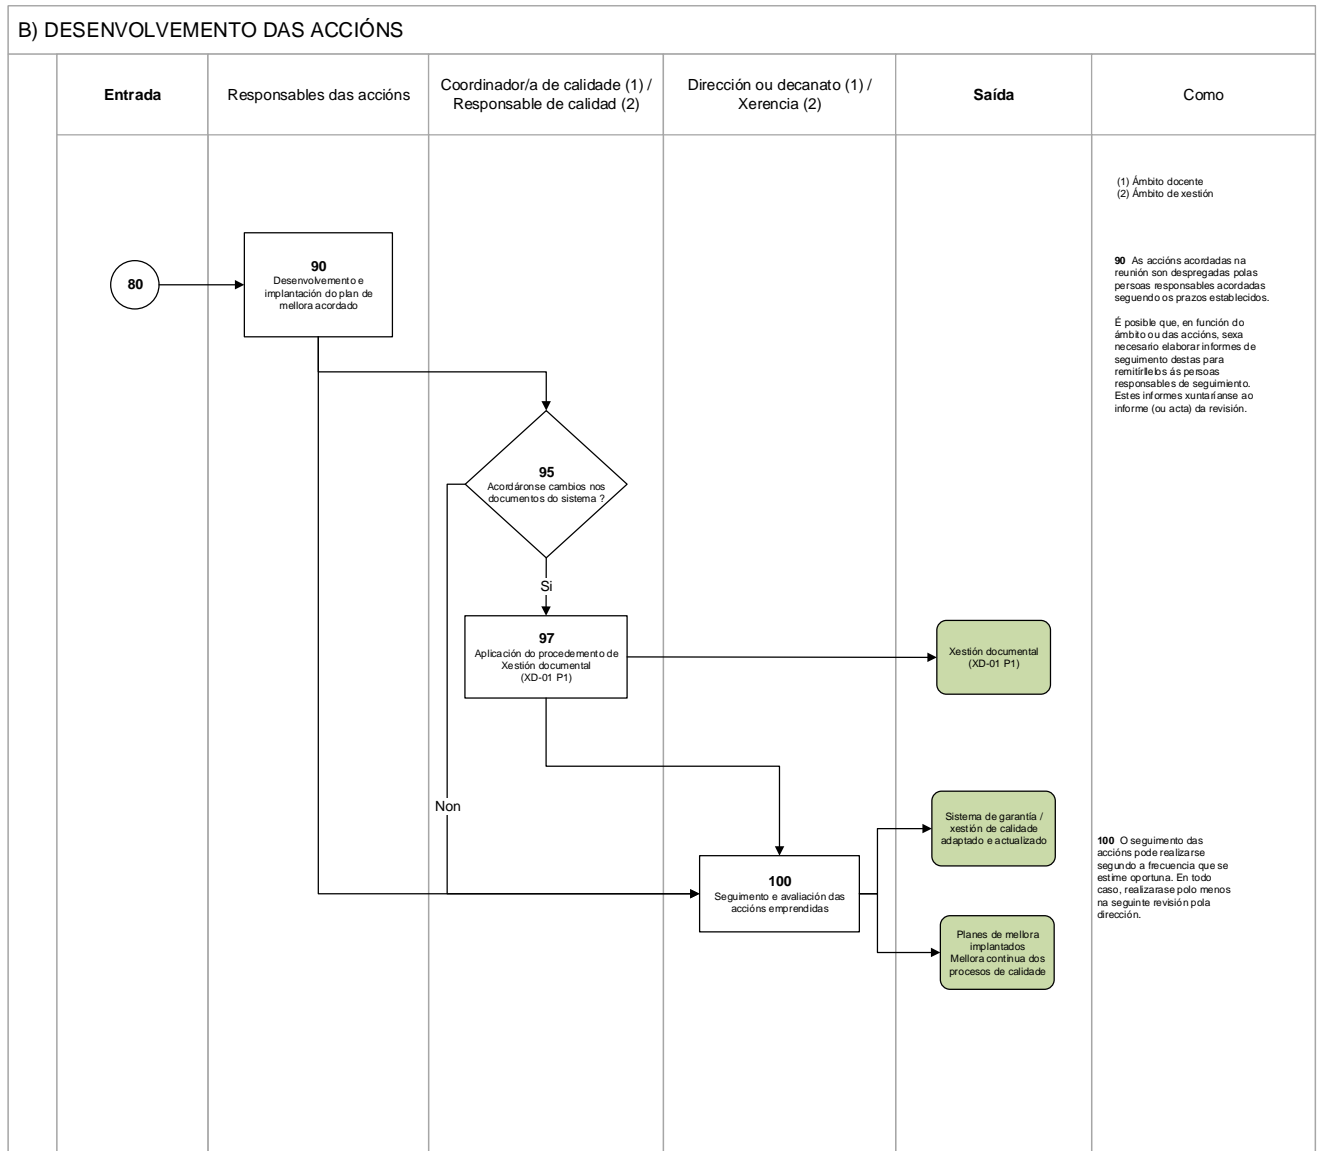 B) DESENVOLVEMENTO DAS ACCIÓNS
Entrada
Responsables das accións
Coordinador/a de calidade (1) /
Responsable de calidad (2)
Dirección ou decanato (1) /
Xerencia (2)
Saída
Como
(1) Ámbito docente
(2) Ámbito de xestión
80
90
Desenvolvemento e
implantación do plan de
mellora acordado
90 As accións acordadas na
reunión son despregadas polas
persoas responsables acordadas
seguendo os prazos establecidos.
É posible que, en función do
ámbito ou das accións, sexa
necesario elaborar informes de
seguimento destas para
remitírllelos ás persoas
responsables de seguimiento.
Estes informes xuntaríanse ao
informe (ou acta) da revisión.
95
Acordáronse cambios nos
documentos do sistema ?
Si
97
Aplicación do procedemento de
Xestión documental
(XD-01 P1)
Xestión documental
(XD-01 P1)
Non
Sistema de garantía /
xestión de calidade
adaptado e actualizado
100
Seguimento e avaliación das
accións emprendidas
100 O seguimento das
accións pode realizarse
segundo a frecuencia que se
estime oportuna. En todo
caso, realizarase polo menos
na seguinte revisión pola
dirección.
Planes de mellora
implantados
Mellora continua dos
procesos de calidade